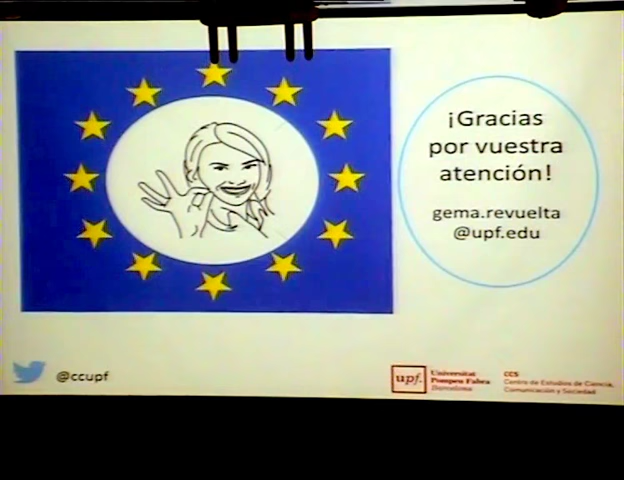 ¡Gracias
por vuestra
atención!
gema.revuelta
@upf.edu
@ccupf
upf.
Universitat
Pompeu Fabra
Barcelona
CCS
Centro de Estudios de Ciencia,
Comunicación y Sociedad